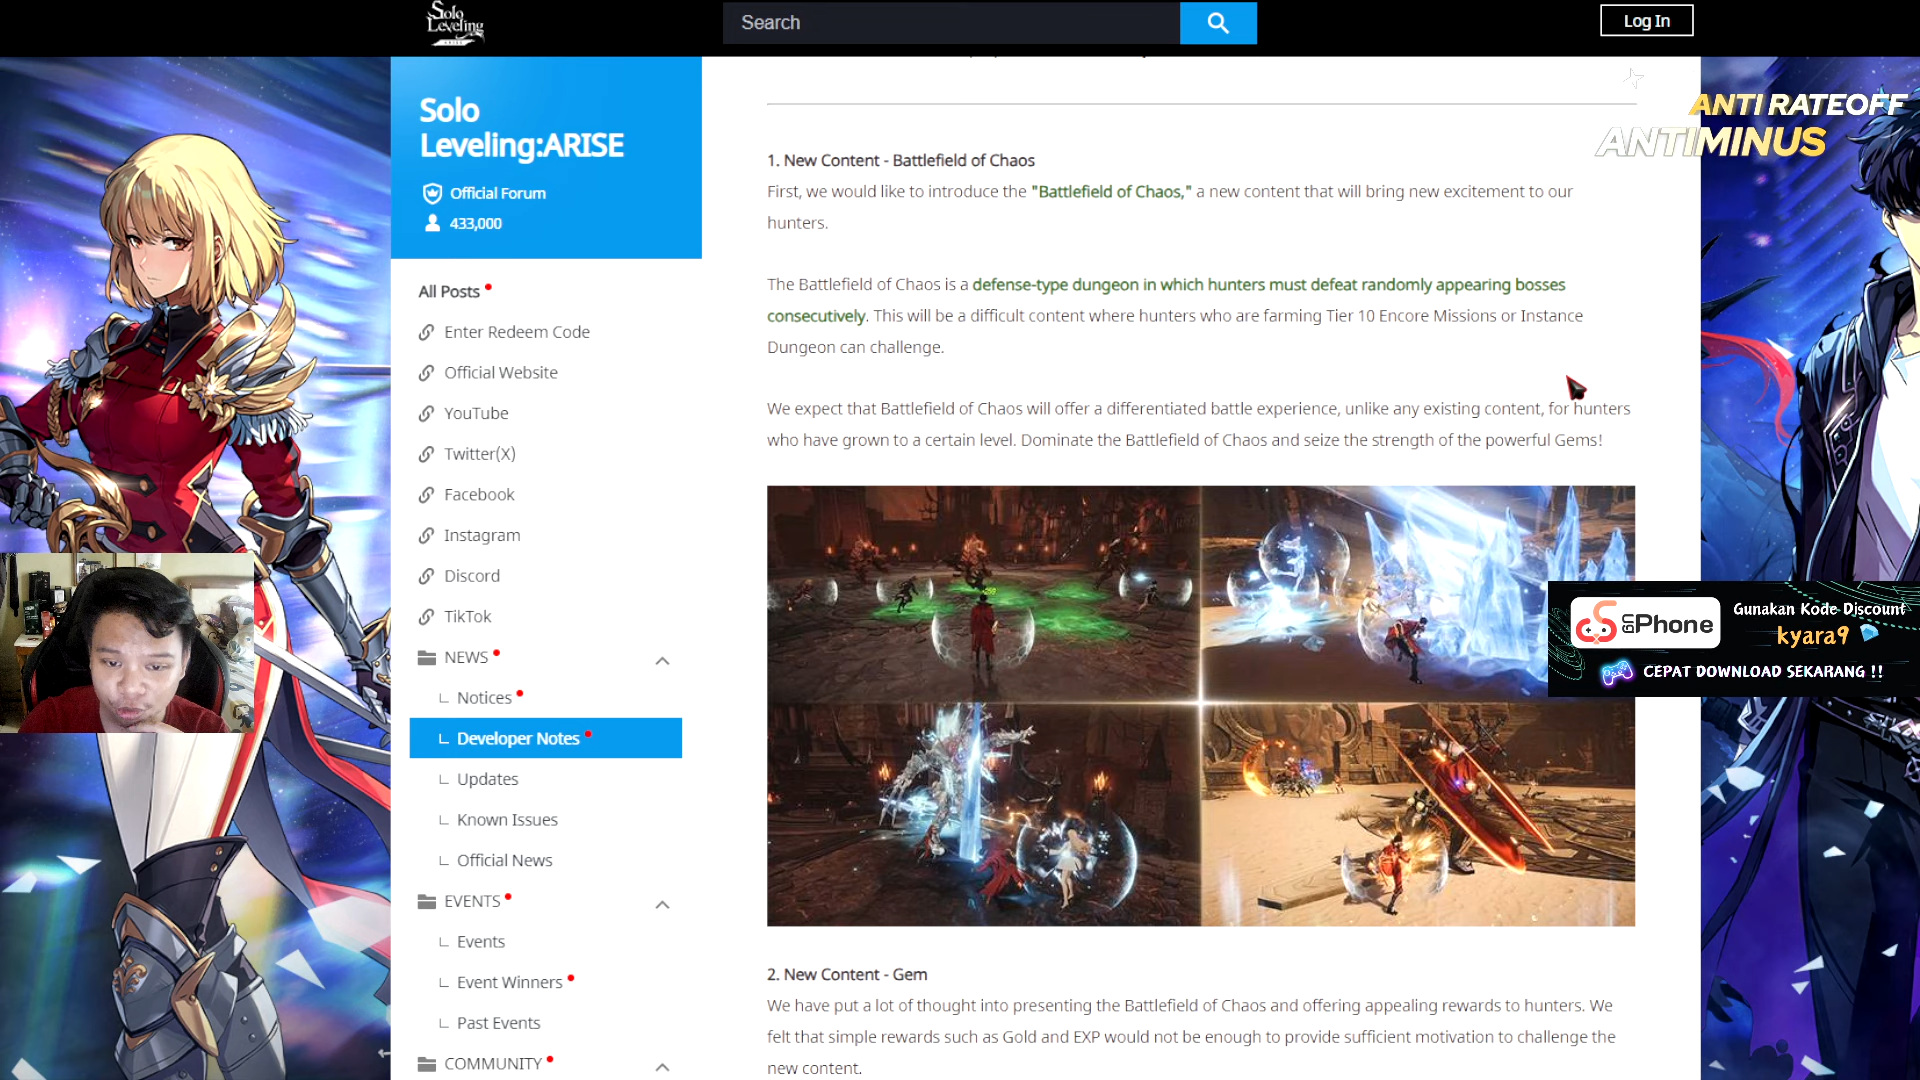 Solo
Leveling
ARISE
Search
Log In
ANTI RATEOFF
ANTIMINUS
Solo
Leveling:ARISE
Official Forum
433,000
All Posts
Enter Redeem Code
Official Website
YouTube
Twitter(X)
Facebook
Instagram
Discord
TikTok
NEWS
Notices
Developer Notes
Updates
Known Issues
Official News
EVENTS
Events
Event Winners
Past Events
COMMUNITY
1. New Content - Battlefield of Chaos
First, we would like to introduce the "Battlefield of Chaos," a new content that will bring new excitement to our
hunters.
The Battlefield of Chaos is a defense-type dungeon in which hunters must defeat randomly appearing bosses
consecutively. This will be a difficult content where hunters who are farming Tier 10 Encore Missions or Instance
Dungeon can challenge.
We expect that Battlefield of Chaos will offer a differentiated battle experience, unlike any existing content, for hunters
who have grown to a certain level. Dominate the Battlefield of Chaos and seize the strength of the powerful Gems!
2. New Content - Gem
We have put a lot of thought into presenting the Battlefield of Chaos and offering appealing rewards to hunters. We
felt that simple rewards such as Gold and EXP would not be enough to provide sufficient motivation to challenge the
new content.
Phone
Gunakan Kode Discount
kyara9
CEPAT DOWNLOAD SEKARANG !!